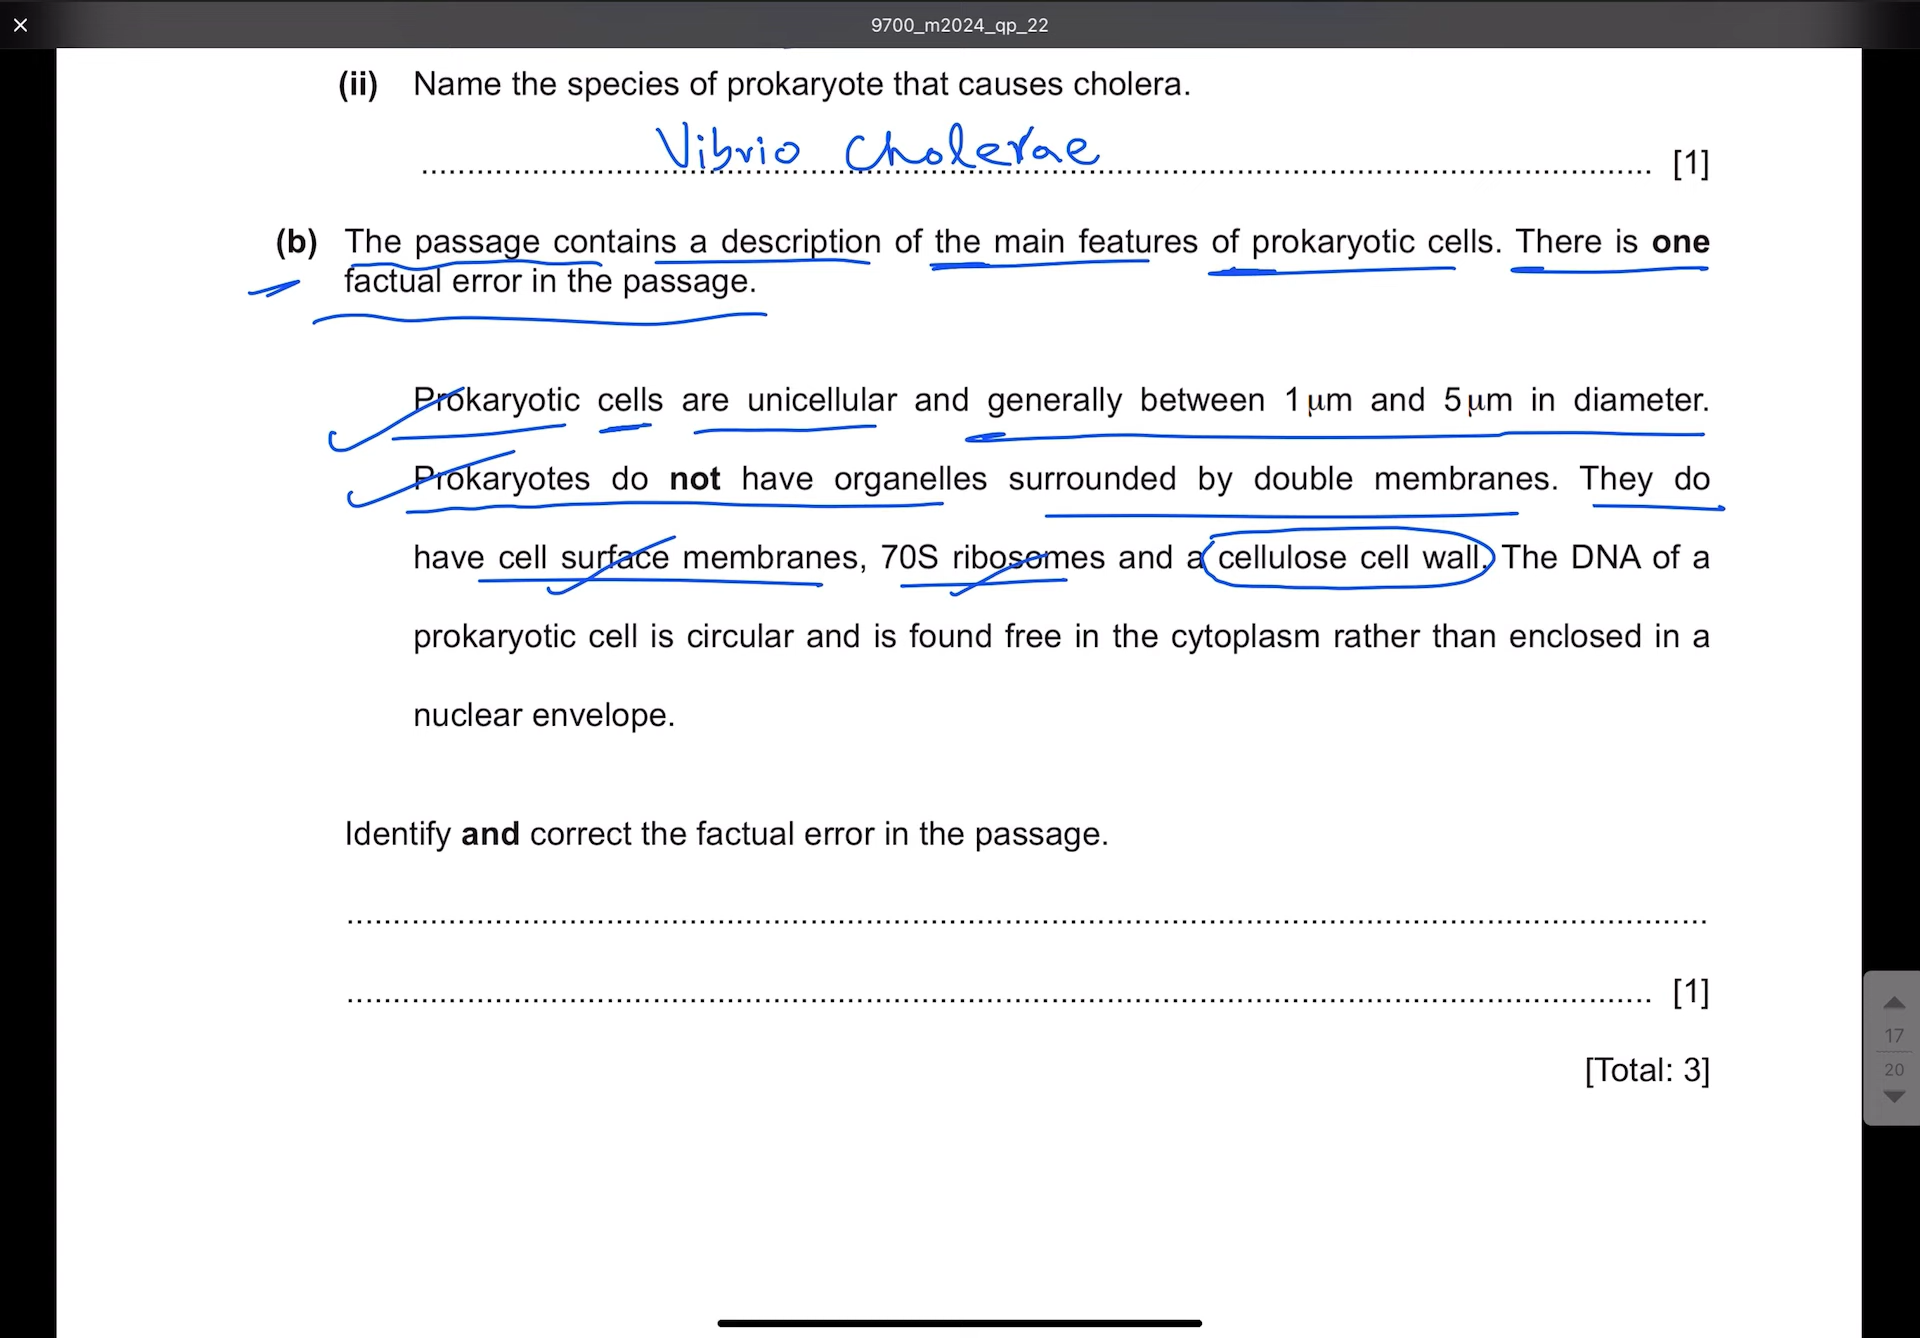 9700_m2024_qp_22
(ii) Name the species of prokaryote that causes cholera.
Vibrio Cholerae
[1]
(b) The passage contains a description of the main features of prokaryotic cells. There is one
factual error in the passage.
Prokaryotic cells are unicellular and generally between 1 μm and 5 μm in diameter.
Prokaryotes do not have organelles surrounded by double membranes. They do
have cell surface membranes, 70S ribosomes and a cellulose cell wall. The DNA of a
prokaryotic cell is circular and is found free in the cytoplasm rather than enclosed in a
nuclear envelope.
Identify and correct the factual error in the passage.
[1]
[Total: 3]
17
20